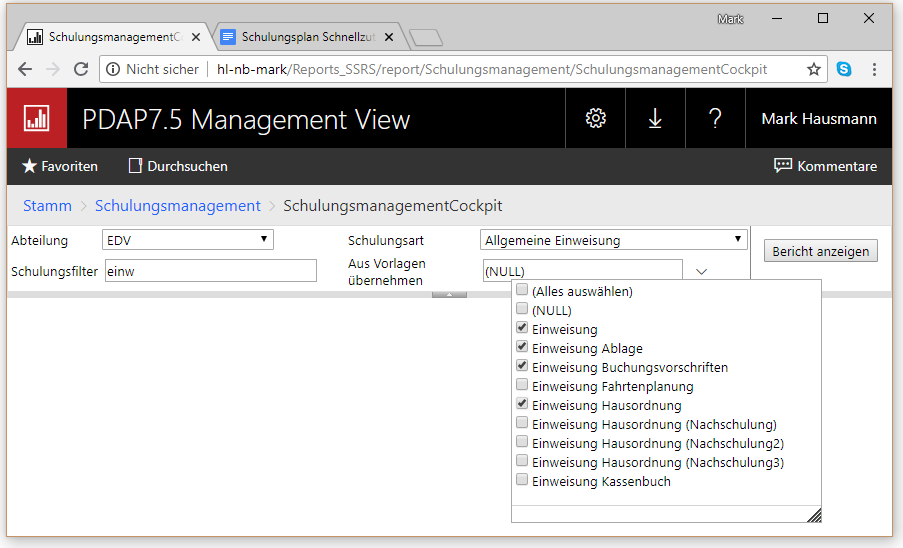 Mark
SchulungsmanagementCo
Schulungsplan Schnellzut
Nicht sicher | hl-nb-mark/Reports_SSRS/report/Schulungsmanagement/SchulungsmanagementCockpit
PDAP7.5 Management View
?
Mark Hausmann
Favoriten
Durchsuchen
Kommentare
Stamm > Schulungsmanagement > SchulungsmanagementCockpit
Abteilung
EDV
Schulungsart
Allgemeine Einweisung
Bericht anzeigen
Schulungsfilter
einw
Aus Vorlagen
übernehmen
(NULL)
(Alles auswählen)
(NULL)
Einweisung
Einweisung Ablage
Einweisung Buchungsvorschriften
Einweisung Fahrtenplanung
Einweisung Hausordnung
Einweisung Hausordnung (Nachschulung)
Einweisung Hausordnung (Nachschulung2)
Einweisung Hausordnung (Nachschulung3)
Einweisung Kassenbuch